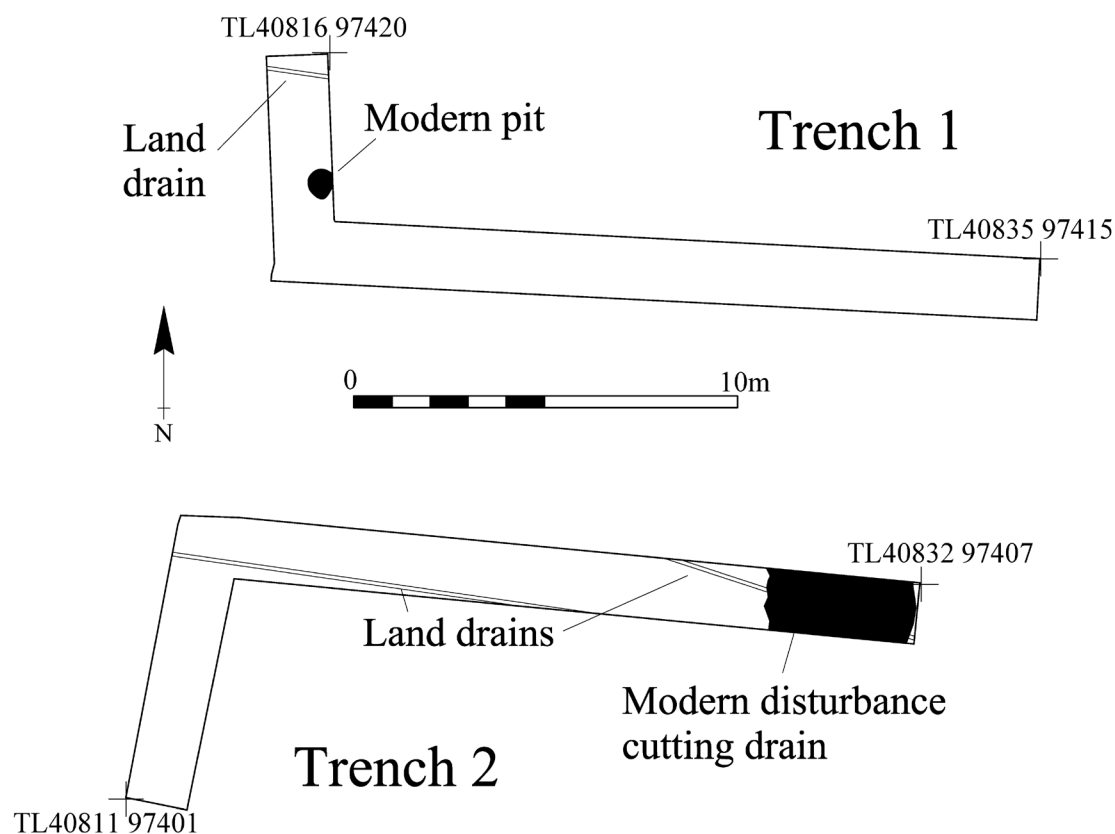 TL40816 97420
Land
drain
Modern pit
Trench 1
TL40835 97415
N
0 10m
TL40832 97407
Land drains
Modern disturbance
cutting drain
Trench 2
TL40811 97401